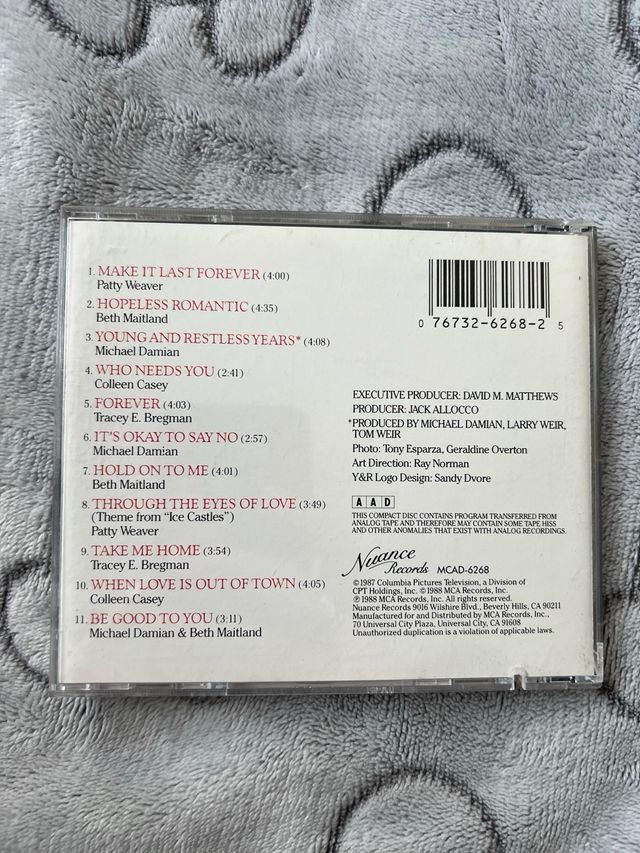 1. MAKE IT LAST FOREVER (4:00)
Patty Weaver
2. HOPELESS ROMANTIC (4:35)
Beth Maitland
3. YOUNG AND RESTLESS YEARS* (4:08)
Michael Damian
4. WHO NEEDS YOU (2:41)
Colleen Casey
5. FOREVER (4:03)
Tracey E. Bregman
6. IT'S OKAY TO SAY NO (2:57)
Michael Damian
7. HOLD ON TO ME (4:01)
Beth Maitland
8. THROUGH THE EYES OF LOVE (3:49)
(Theme from "Ice Castles")
Patty Weaver
9. TAKE ME HOME (3:54)
Tracey E. Bregman
10. WHEN LOVE IS OUT OF TOWN (4:05)
Colleen Casey
11. BE GOOD TO YOU (3:11)
Michael Damian & Beth Maitland
0 76732-6268-2 5
EXECUTIVE PRODUCER: DAVID M. MATTHEWS
PRODUCER: JACK ALLOCCO
*PRODUCED BY MICHAEL DAMIAN, LARRY WEIR,
TOM WEIR
Photo: Tony Esparza, Geraldine Overton
Art Direction: Ray Norman
Y&R Logo Design: Sandy Dvore
A A D
THIS COMPACT DISC CONTAINS PROGRAM TRANSFERRED FROM
ANALOG TAPE AND THEREFORE MAY CONTAIN SOME TAPE HISS
AND OTHER ANOMALIES THAT EXIST WITH ANALOG RECORDINGS.
Nuance
Records MCAD-6268
©1987 Columbia Pictures Television, a Division of
CPT Holdings, Inc. ©1988 MCA Records, Inc.
℗ 1988 MCA Records, Inc. All rights reserved.
Nuance Records 9016 Wilshire Blvd., Beverly Hills, CA 90211
Manufactured for and Distributed by MCA Records, Inc.,
70 Universal City Plaza, Universal City, CA 91608
Unauthorized duplication is a violation of applicable laws.